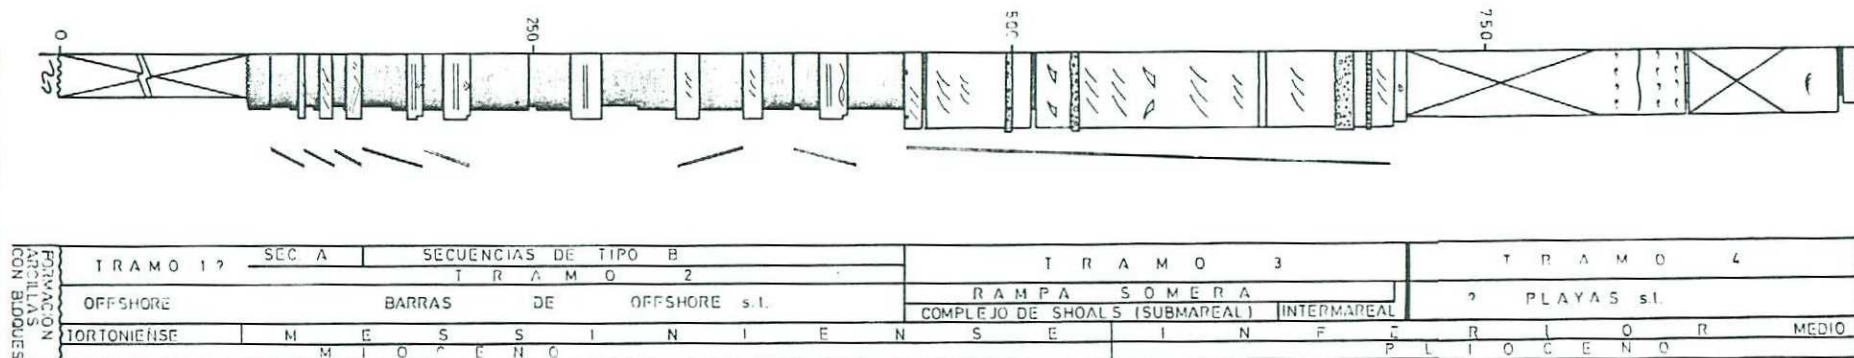 0 250 500 750
FORMACION
ARCILLAS
CON BLOQUES
TRAMO 1? SEC A SECUENCIAS DE TIPO B TRAMO 3 TRAMO 4
TRAMO 2
OFFSHORE BARRAS DE OFFSHORE s.l. RAMPA SOMERA ? PLAYAS s.l.
COMPLEJO DE SHOALS (SUBMAREAL) INTERMAREAL
TORTONIENSE MESSINIENSE INFERIOR MEDIO
MIOCENO PLIOCENO